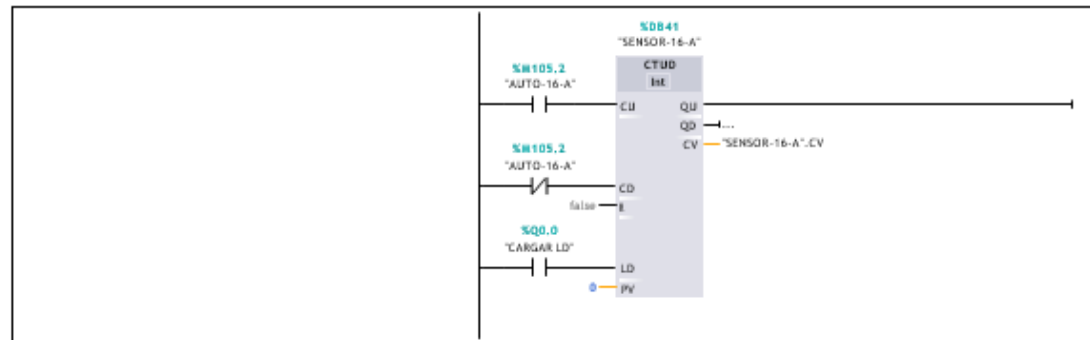 %DB41
"SENSOR-16-A"
CTUD
Int
%M105.2
"AUTO-16-A"
CU
QU
QD
...
CV
"SENSOR-16-A".CV
%M105.2
"AUTO-16-A"
CD
false
R
%Q0.0
"CARGAR LD"
LD
0
PV